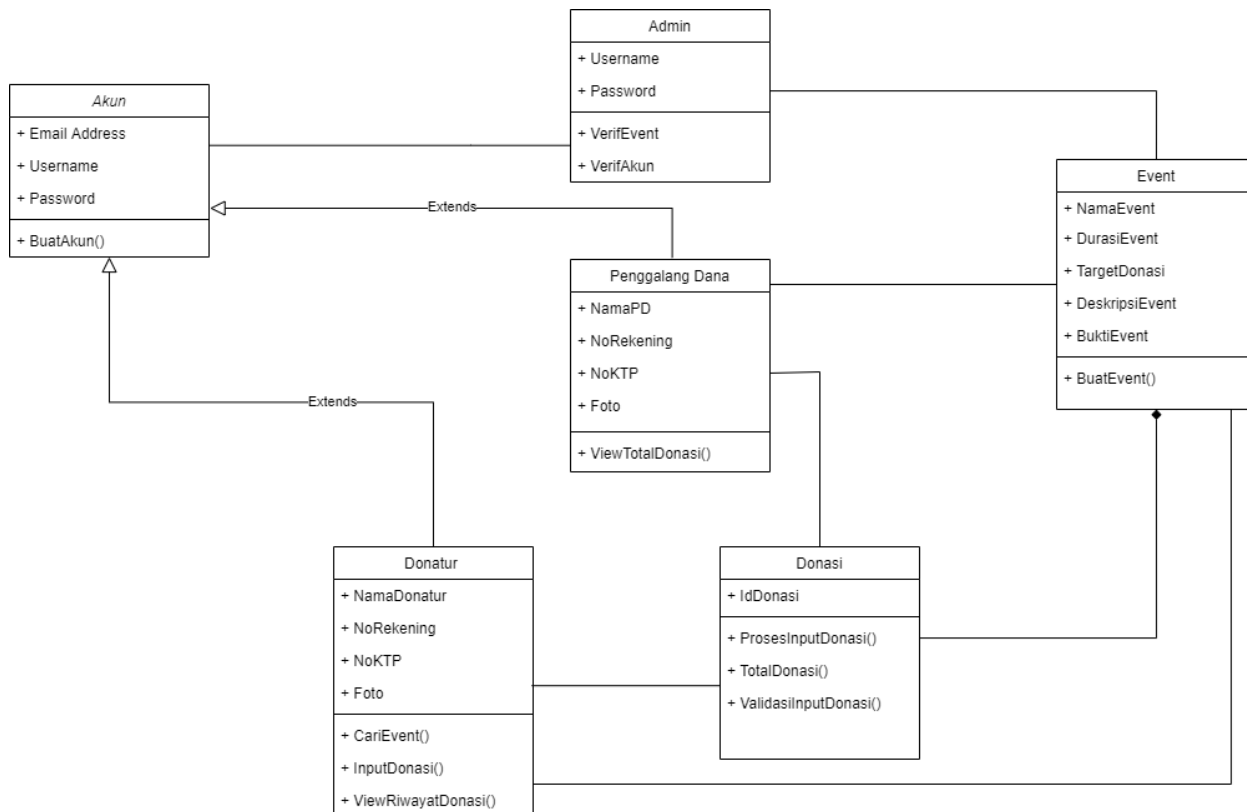 Admin
+ Username
+ Password
+ VerifEvent
+ VerifAkun
Akun
+ Email Address
+ Username
+ Password
+ BuatAkun()
Extends
Event
+ NamaEvent
+ DurasiEvent
+ TargetDonasi
+ DeskripsiEvent
+ BuktiEvent
+ BuatEvent()
Penggalang Dana
+ NamaPD
+ NoRekening
+ NoKTP
+ Foto
+ ViewTotalDonasi()
Extends
Donatur
+ NamaDonatur
+ NoRekening
+ NoKTP
+ Foto
+ CariEvent()
+ InputDonasi()
+ ViewRiwayatDonasi()
Donasi
+ IdDonasi
+ ProsesInputDonasi()
+ TotalDonasi()
+ ValidasiInputDonasi()